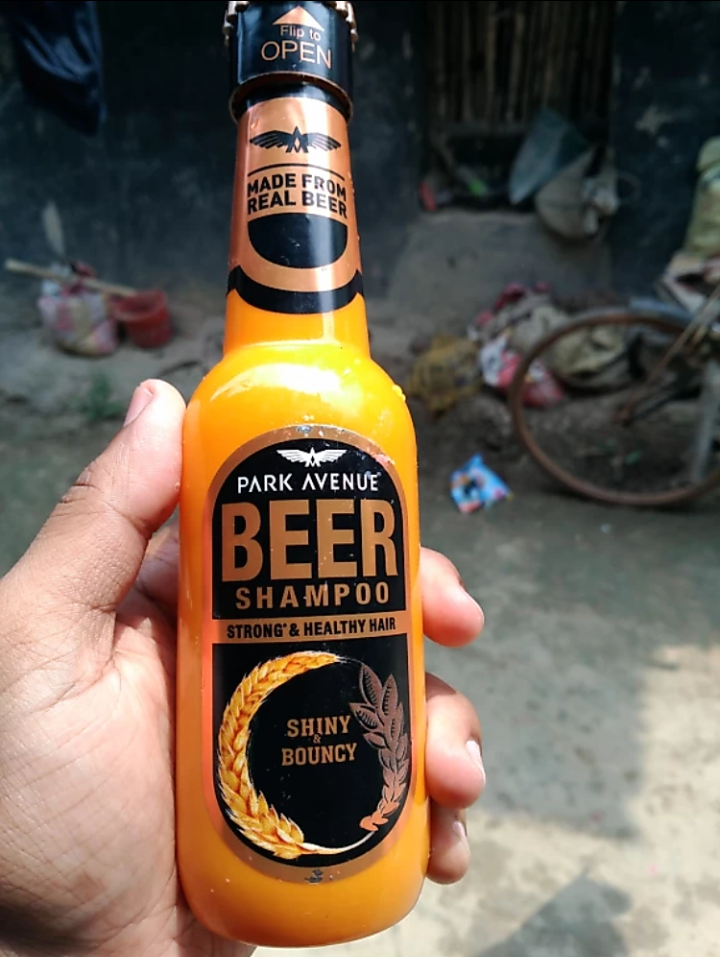 Flip to
OPEN
MADE FROM
REAL BEER
PARK AVENUE
BEER
SHAMPOO
STRONG* & HEALTHY HAIR
SHINY
&
BOUNCY